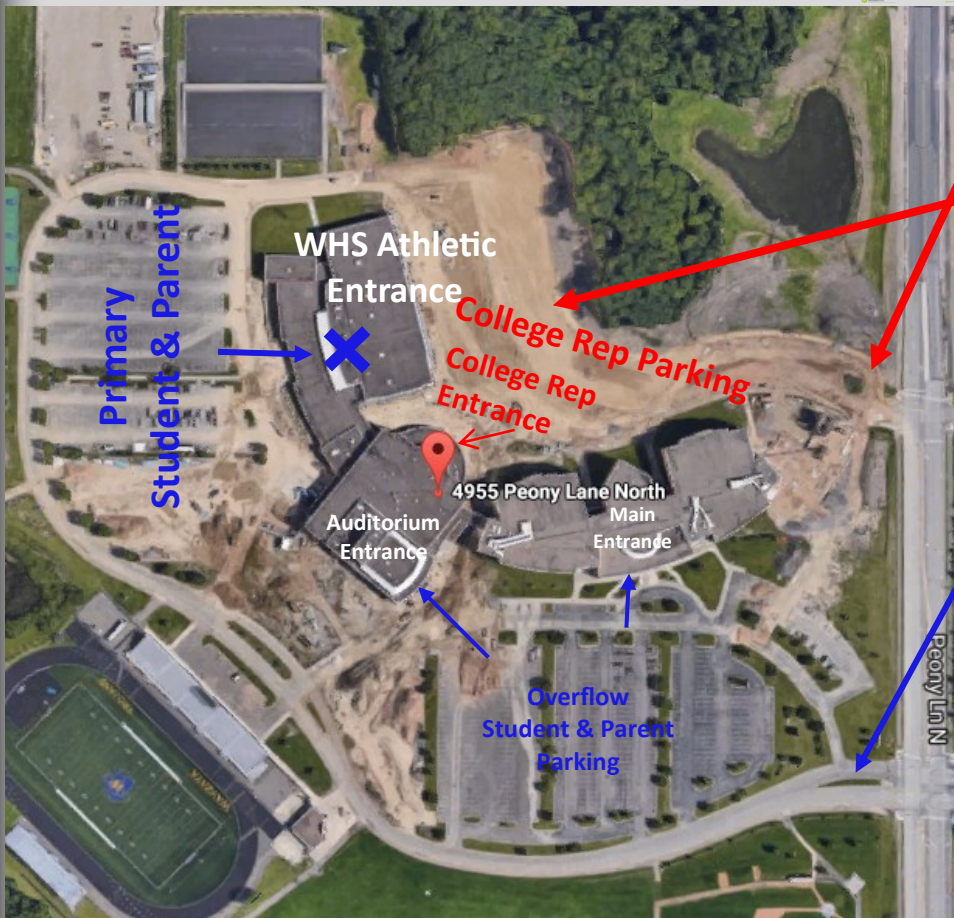 Primary
Student & Parent
WHS Athletic
Entrance
College Rep Parking
College Rep
Entrance
4955 Peony Lane North
Auditorium
Entrance
Main
Entrance
Overflow
Student & Parent
Parking
Peony Ln N